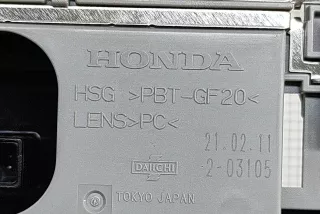 HONDA
HSG >PBT-GF20<
LENS>PC<
21.02.11
DAIICHI
2-03105
TOKYO JAPAN